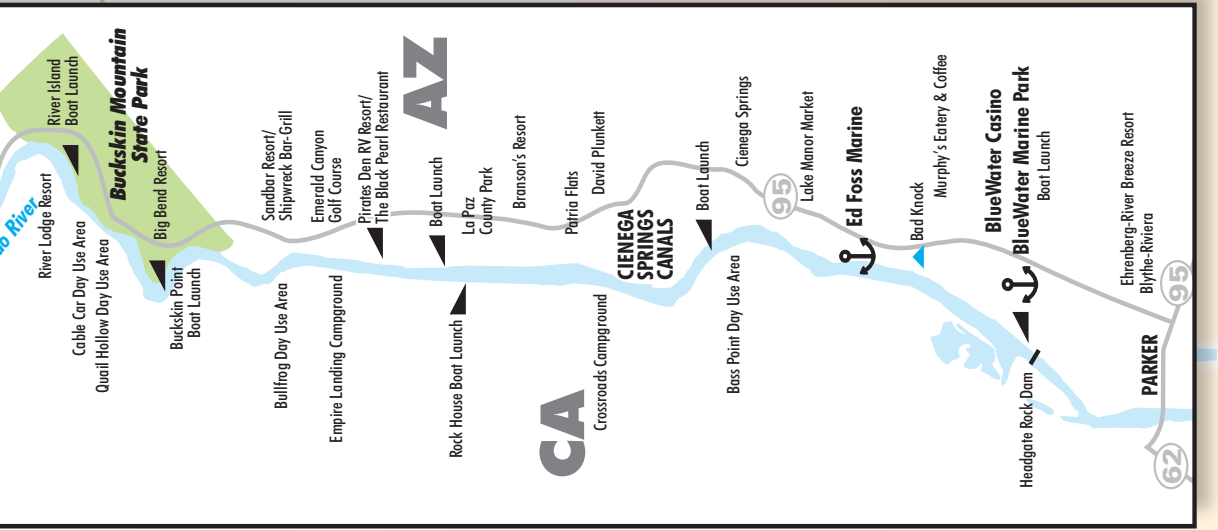 do River
River Island
Boat Launch
Buckskin Mountain
State Park
River Lodge Resort
Cable Car Day Use Area
Quail Hollow Day Use Area
Big Bend Resort
Buckskin Point
Boat Launch
Sandbar Resort/
Shipwreck Bar-Grill
Bullfrog Day Use Area
Emerald Canyon
Golf Course
Empire Landing Campground
Pirates Den RV Resort/
The Black Pearl Restaurant
AZ
Boat Launch
La Paz
County Park
Rock House Boat Launch
Branson's Resort
CA
Patria Flats
David Plunkett
Crossroads Campground
CIENEGA
SPRINGS
CANALS
Boat Launch
Cienega Springs
Bass Point Day Use Area
95
Lake Manor Market
Ed Foss Marine
Bad Knock
Murphy's Eatery & Coffee
BlueWater Casino
BlueWater Marine Park
Boat Launch
Headgate Rock Dam
Ehrenberg-River Breeze Resort
Blythe-Riviera
PARKER
95
62